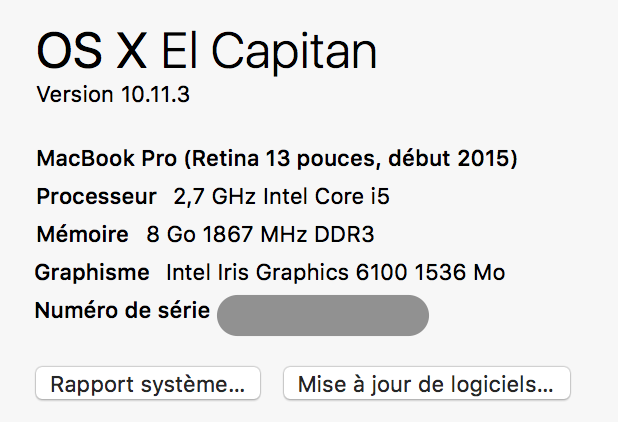 OS X El Capitan
Version 10.11.3
MacBook Pro (Retina 13 pouces, début 2015)
Processeur 2,7 GHz Intel Core i5
Mémoire 8 Go 1867 MHz DDR3
Graphisme Intel Iris Graphics 6100 1536 Mo
Numéro de série
Rapport système... Mise à jour de logiciels...